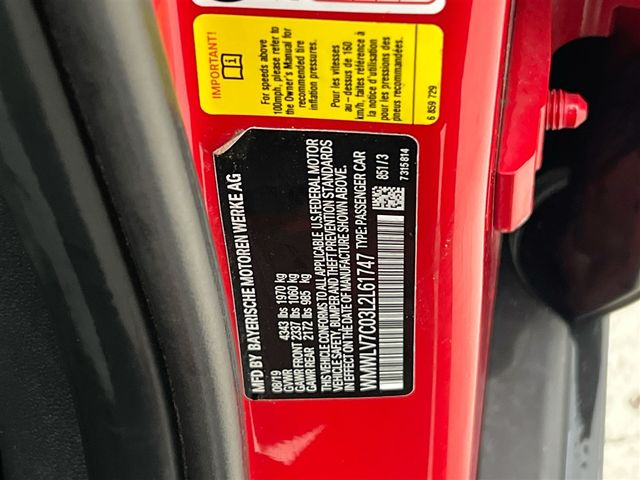 IMPORTANT!
For speeds above
100mph, please refer to
the Owner's Manual for
recommended tire
inflation pressures.
Pour les vitesses
au - dessus de 160
km/h, faites référence à
la notice d'utilisation
pour les pressions des
pneus recommandées.
6 859 729
MFD BY BAYERISCHE MOTOREN WERKE AG
08/19
GVWR 4343 lbs 1970 kg
GAWR FRONT 2337 lbs 1060 kg
GAWR REAR 2172 lbs 985 kg
THIS VEHICLE CONFORMS TO ALL APPLICABLE U.S.FEDERAL MOTOR
VEHICLE SAFETY, BUMPER AND THEFT PREVENTION STANDARDS
IN EFFECT ON THE DATE OF MANUFACTURE SHOWN ABOVE.
WMWLV7C03L2L61747 TYPE: PASSENGER CAR
851/3
7315814